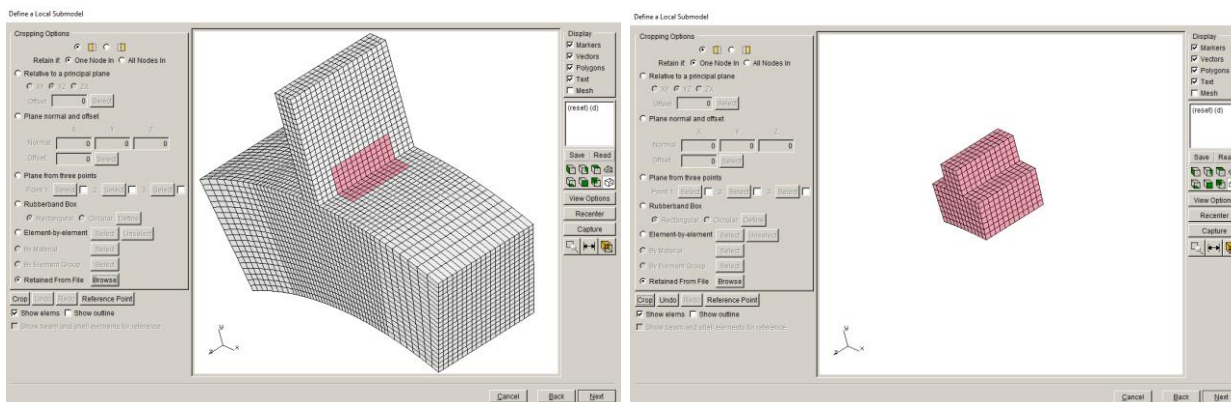 Define a Local Submodel
Cropping Options
Retain if: One Node In All Nodes In
Relative to a principal plane
XY YZ ZX
Offset 0 Select
Plane normal and offset
X Y Z
Normal: 0 0 0
Offset 0 Select
Plane from three points
Point 1: Select 2: Select 3: Select
Rubberband Box
Rectangular Circular Define
Element-by-element Select Unselect
By Material Select
By Element Group Select
Retained From File Browse
Crop Undo Redo Reference Point
Show elems Show outline
Show beam and shell elements for reference
y
z x
Display
Markers
Vectors
Polygons
Text
Mesh
(reset) (d)
Save Read
View Options
Recenter
Capture
Cancel Back Next
Define a Local Submodel
Cropping Options
Retain if: One Node In All Nodes In
Relative to a principal plane
XY YZ ZX
Offset 0 Select
Plane normal and offset
X Y Z
Normal: 0 0 0
Offset 0 Select
Plane from three points
Point 1: Select 2: Select 3: Select
Rubberband Box
Rectangular Circular Define
Element-by-element Select Unselect
By Material Select
By Element Group Select
Retained From File Browse
Crop Undo Redo Reference Point
Show elems Show outline
Show beam and shell elements for reference
y
z x
Display
Markers
Vectors
Polygons
Text
Mesh
(reset) (d)
Save Rea
View Option
Recenter
Capture
Cancel Back Next